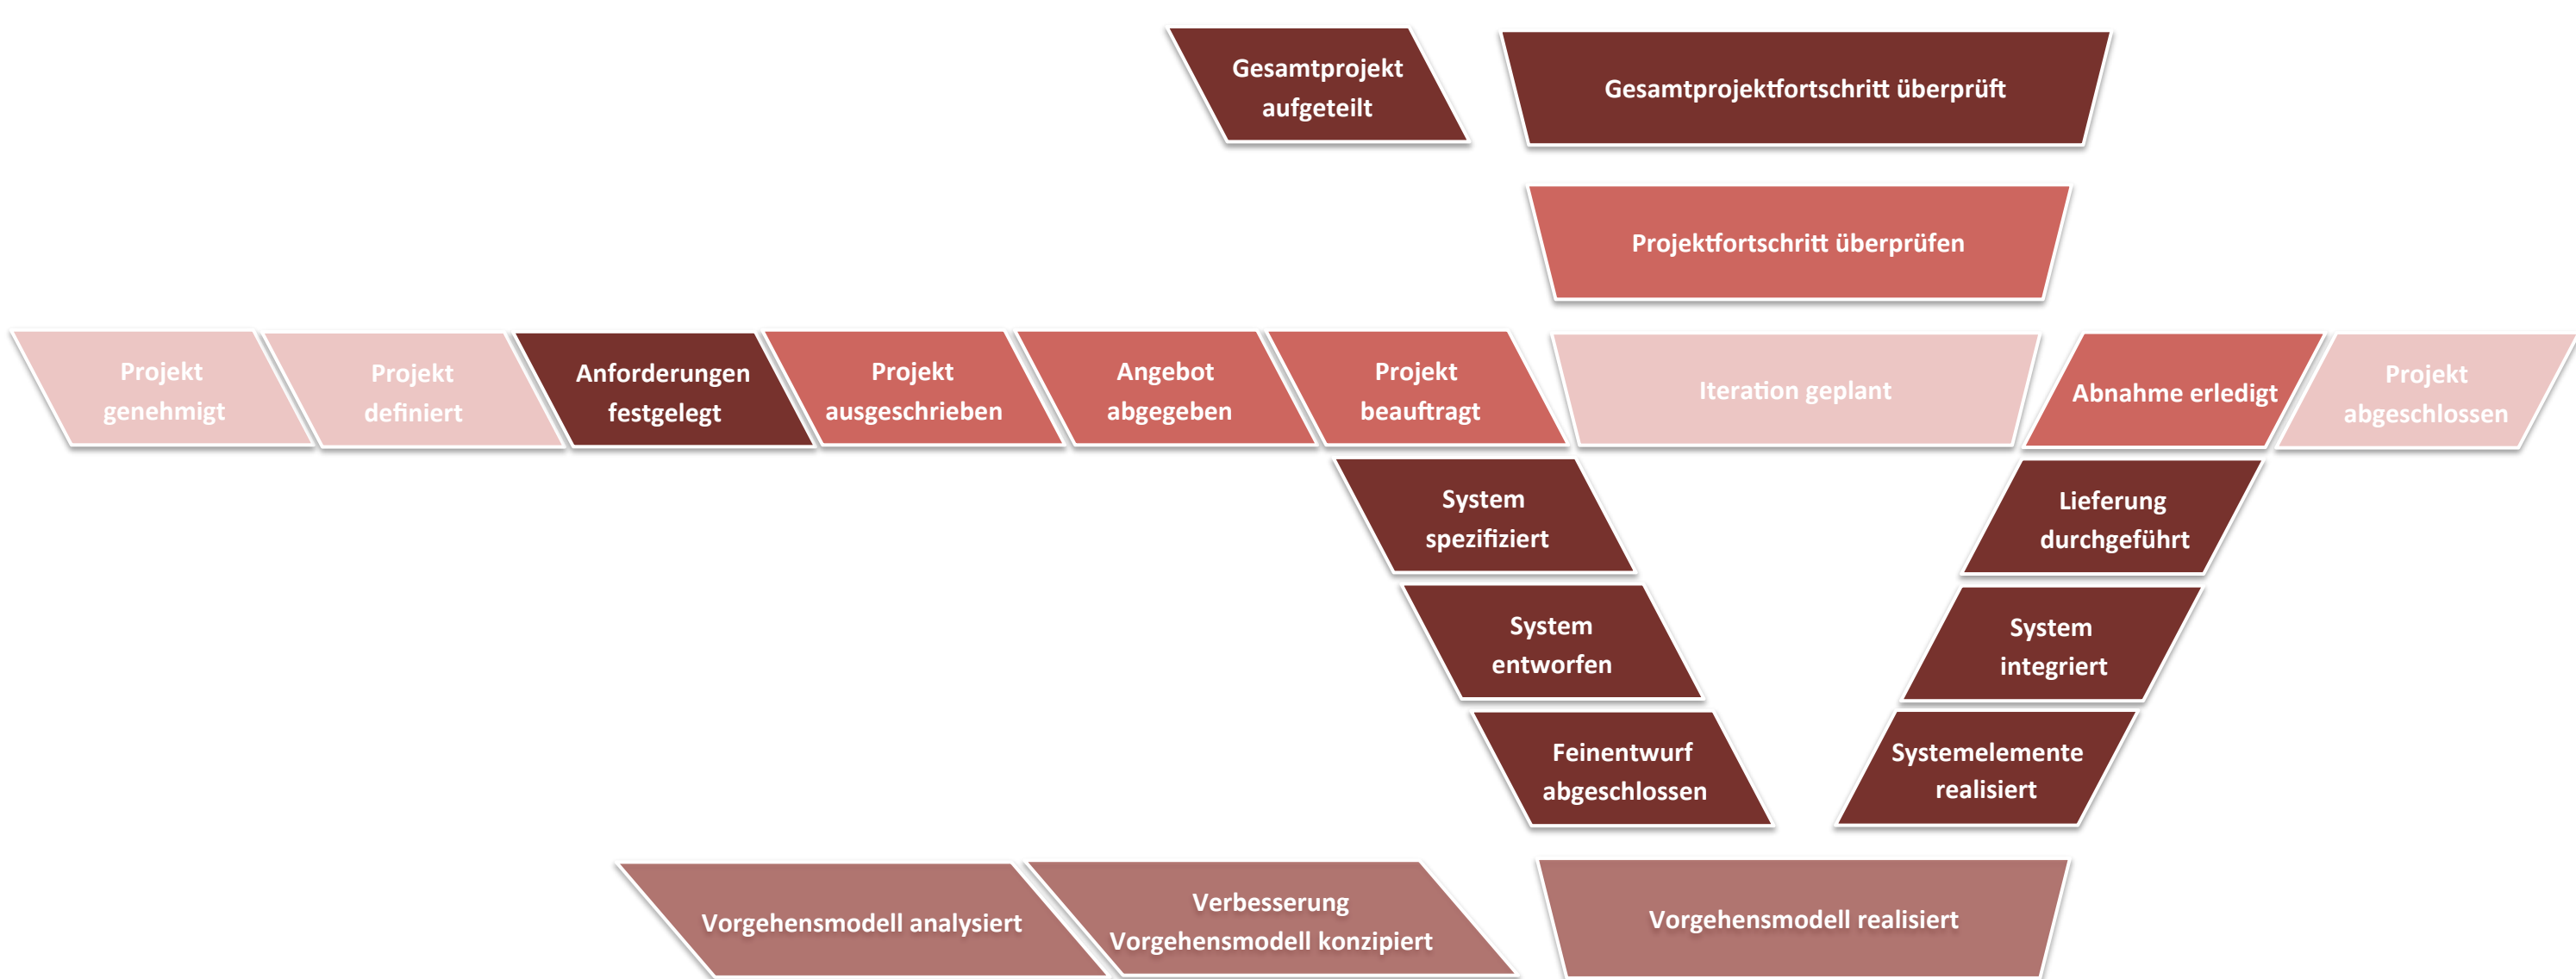 Gesamtprojekt
aufgeteilt
Gesamtprojektfortschritt überprüft
Projektfortschritt überprüfen
Projekt
genehmigt
Projekt
definiert
Anforderungen
festgelegt
Projekt
ausgeschrieben
Angebot
abgegeben
Projekt
beauftragt
Iteration geplant
Abnahme erledigt
Projekt
abgeschlossen
System
spezifiziert
Lieferung
durchgeführt
System
entworfen
System
integriert
Feinentwurf
abgeschlossen
Systemelemente
realisiert
Vorgehensmodell analysiert
Verbesserung
Vorgehensmodell konzipiert
Vorgehensmodell realisiert